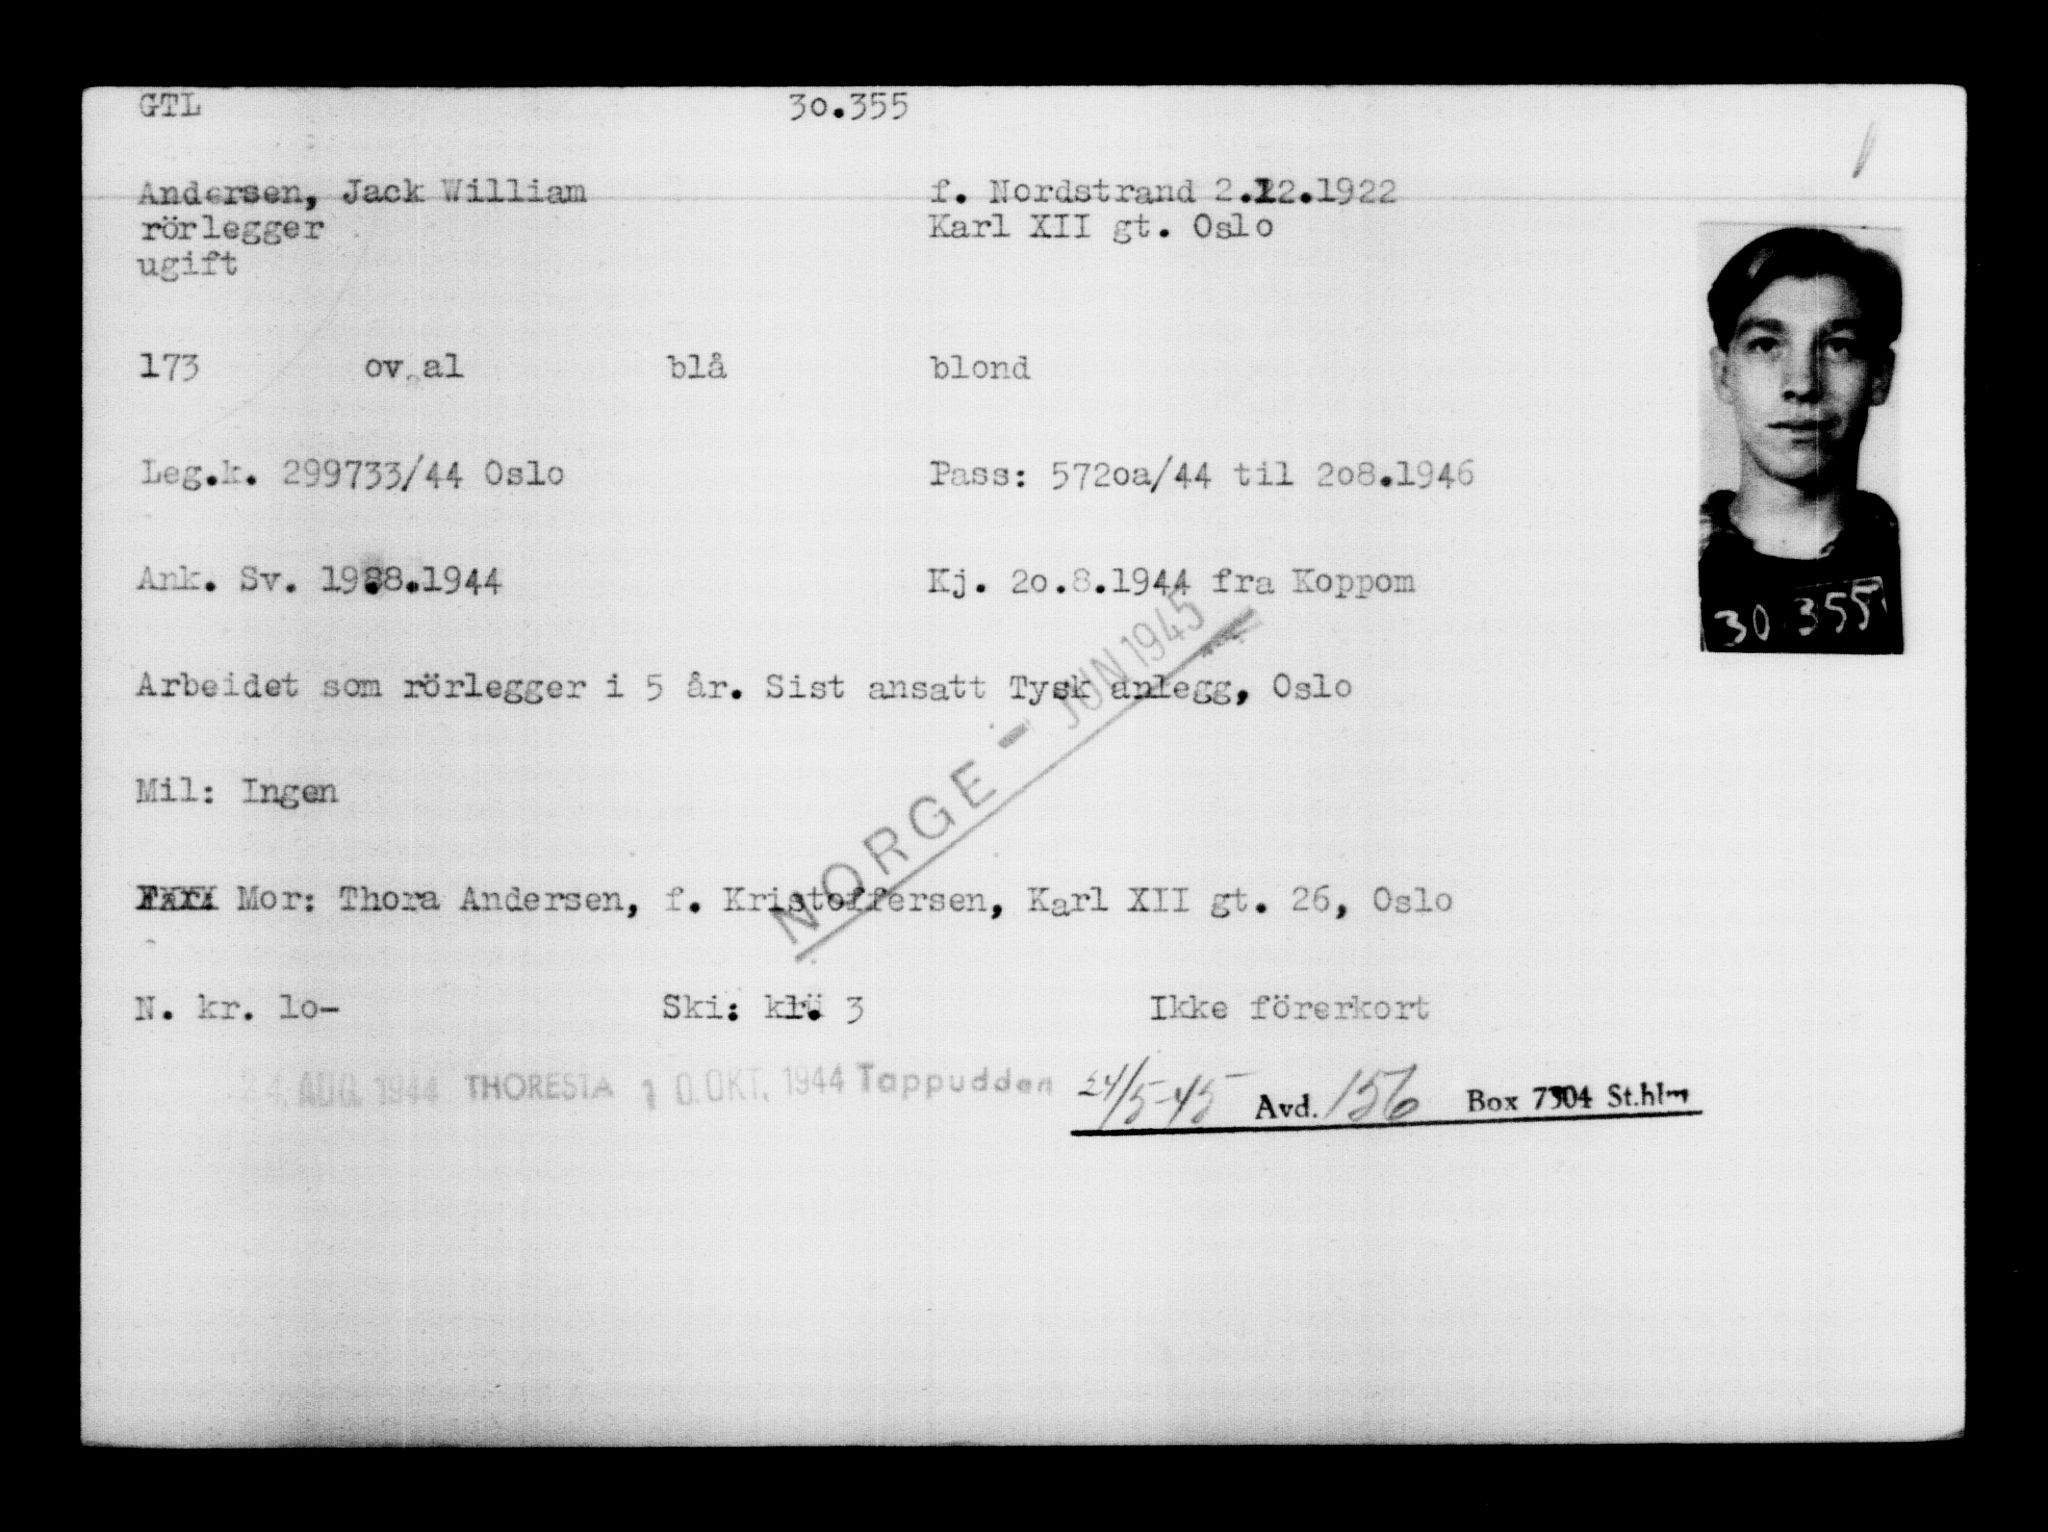 GTL 30.355
Andersen, Jack William f. Nordstrand 2.12.1922
rörlegger Karl XII gt. Oslo
ugift
173 oval blå blond
Leg.k. 299733/44 Oslo Pass: 5720a/44 til 208.1946
Ank. Sv. 19.8.1944 Kj. 20.8.1944 fra Koppom
30 355
Arbeidet som rörlegger i 5 år. Sist ansatt Tysk anlegg, Oslo
NORGE - JUN 1945
Mil: Ingen
Mor: Thora Andersen, f. Kristoffersen, Karl XII gt. 26, Oslo
N. kr. 10- Ski: kl. 3 Ikke förerkort
24. AUG. 1944 THORESTA 10. OKT. 1944 Tappudden 24/5-45 Avd. 156 Box 7304 St.hlm